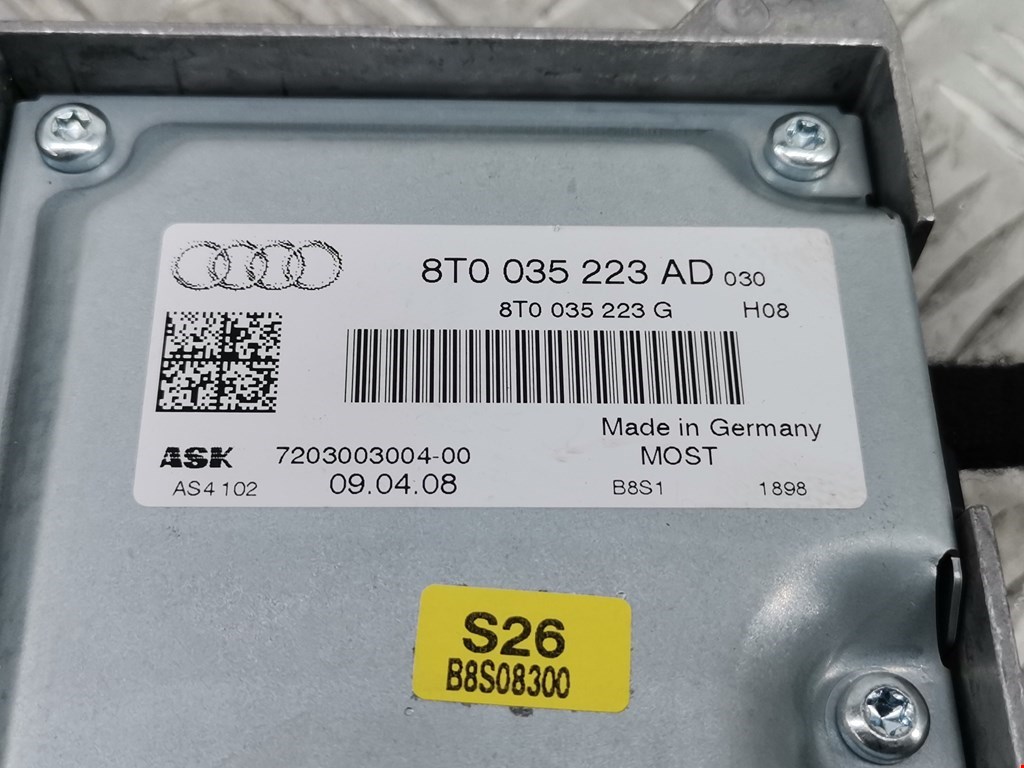 8T0 035 223 AD 030
8T0 035 223 G H08
Made in Germany
ASK 7203003004-00 MOST
AS4 102 09.04.08 B8S1 1898
S26
B8S08300